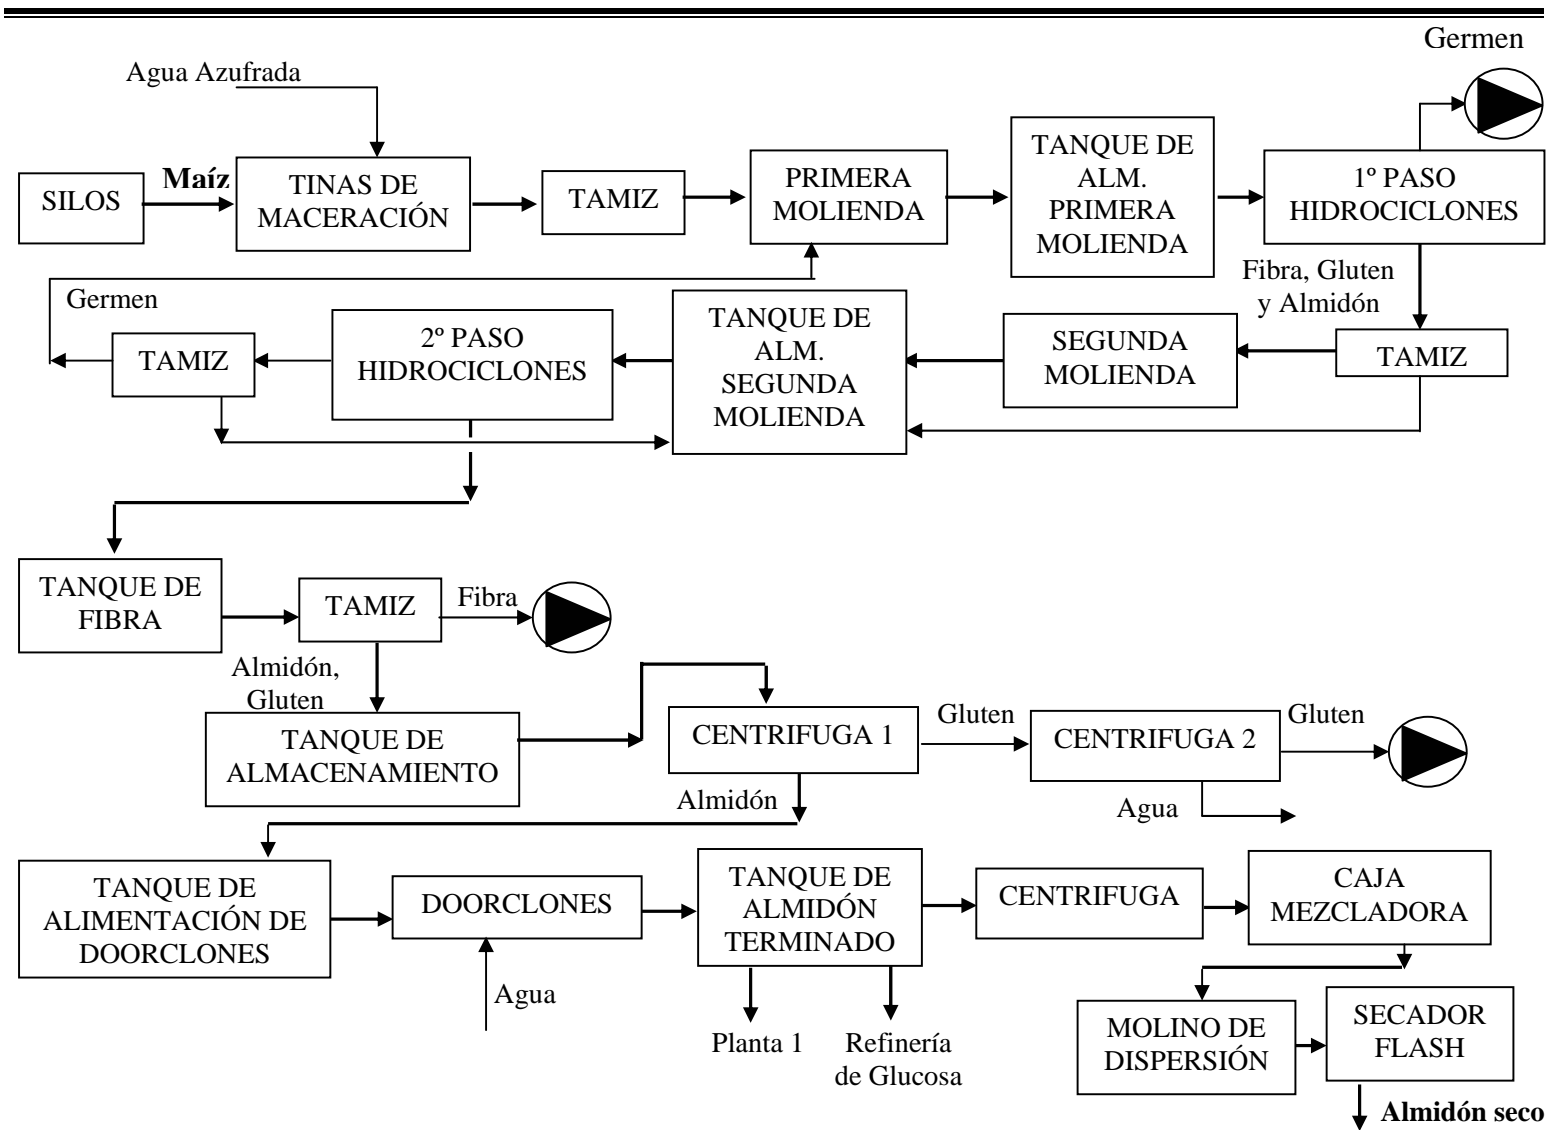 Germen
Agua Azufrada
SILOS
Maíz
TINAS DE
MACERACIÓN
TAMIZ
PRIMERA
MOLIENDA
TANQUE DE
ALM.
PRIMERA
MOLIENDA
1º PASO
HIDROCICLONES
Fibra, Gluten
y Almidón
Germen
TAMIZ
2º PASO
HIDROCICLONES
TANQUE DE
ALM.
SEGUNDA
MOLIENDA
SEGUNDA
MOLIENDA
TAMIZ
TANQUE DE
FIBRA
TAMIZ
Fibra
Almidón,
Gluten
TANQUE DE
ALMACENAMIENTO
CENTRIFUGA 1
Gluten
CENTRIFUGA 2
Gluten
Almidón
Agua
TANQUE DE
ALIMENTACIÓN DE
DOORCLONES
DOORCLONES
Agua
TANQUE DE
ALMIDÓN
TERMINADO
CENTRIFUGA
CAJA
MEZCLADORA
Planta 1
Refinería
de Glucosa
MOLINO DE
DISPERSIÓN
SECADOR
FLASH
Almidón seco